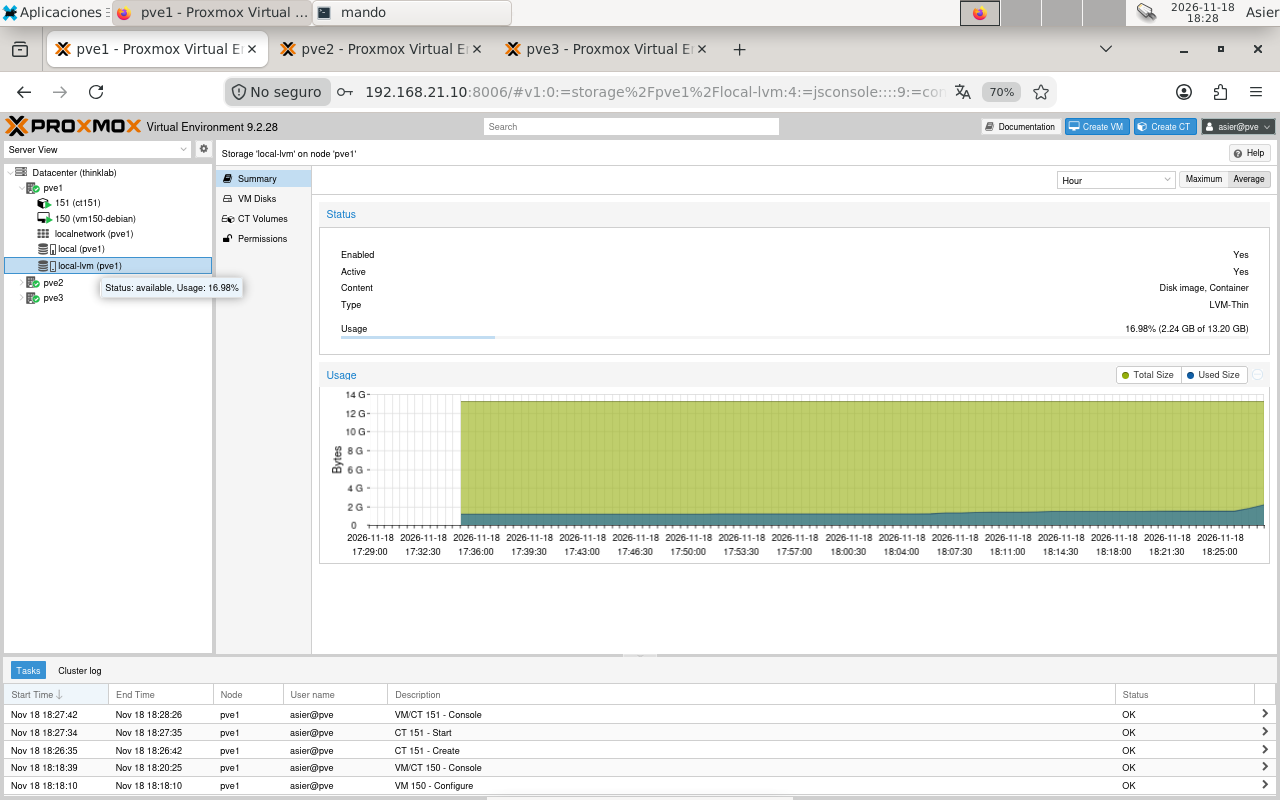 Aplicaciones
pve1 - Proxmox Virtual ...
mando
2026-11-18
18:28
Asier
pve1 - Proxmox Virtual E
pve2 - Proxmox Virtual E
pve3 - Proxmox Virtual E
No seguro
192.168.21.10:8006/#v1:0:=storage%2Fpve1%2Flocal-lvm:4:=jsconsole::::9:=con
70%
PROXMOX Virtual Environment 9.2.28
Search
Documentation
Create VM
Create CT
asier@pve
Server View
Storage 'local-lvm' on node 'pve1'
Help
Datacenter (thinklab)
pve1
151 (ct151)
150 (vm150-debian)
localnetwork (pve1)
local (pve1)
local-lvm (pve1)
pve2
pve3
Status: available, Usage: 16.98%
Summary
VM Disks
CT Volumes
Permissions
Hour
Maximum
Average
Status
Enabled Yes
Active Yes
Content Disk image, Container
Type LVM-Thin
Usage 16.98% (2.24 GB of 13.20 GB)
Usage
Total Size
Used Size
Bytes
14 G
12 G
10 G
8 G
6 G
4 G
2 G
0
2026-11-18 2026-11-18 2026-11-18 2026-11-18 2026-11-18 2026-11-18 2026-11-18 2026-11-18 2026-11-18 2026-11-18 2026-11-18 2026-11-18 2026-11-18 2026-11-18 2026-11-18 2026-11-18 2026-11-18
17:29:00 17:32:30 17:36:00 17:39:30 17:43:00 17:46:30 17:50:00 17:53:30 17:57:00 18:00:30 18:04:00 18:07:30 18:11:00 18:14:30 18:18:00 18:21:30 18:25:00
Tasks
Cluster log
Start Time End Time Node User name Description Status
Nov 18 18:27:42 Nov 18 18:28:26 pve1 asier@pve VM/CT 151 - Console OK
Nov 18 18:27:34 Nov 18 18:27:35 pve1 asier@pve CT 151 - Start OK
Nov 18 18:26:35 Nov 18 18:26:42 pve1 asier@pve CT 151 - Create OK
Nov 18 18:18:39 Nov 18 18:20:25 pve1 asier@pve VM/CT 150 - Console OK
Nov 18 18:18:10 Nov 18 18:18:10 pve1 asier@pve VM 150 - Configure OK